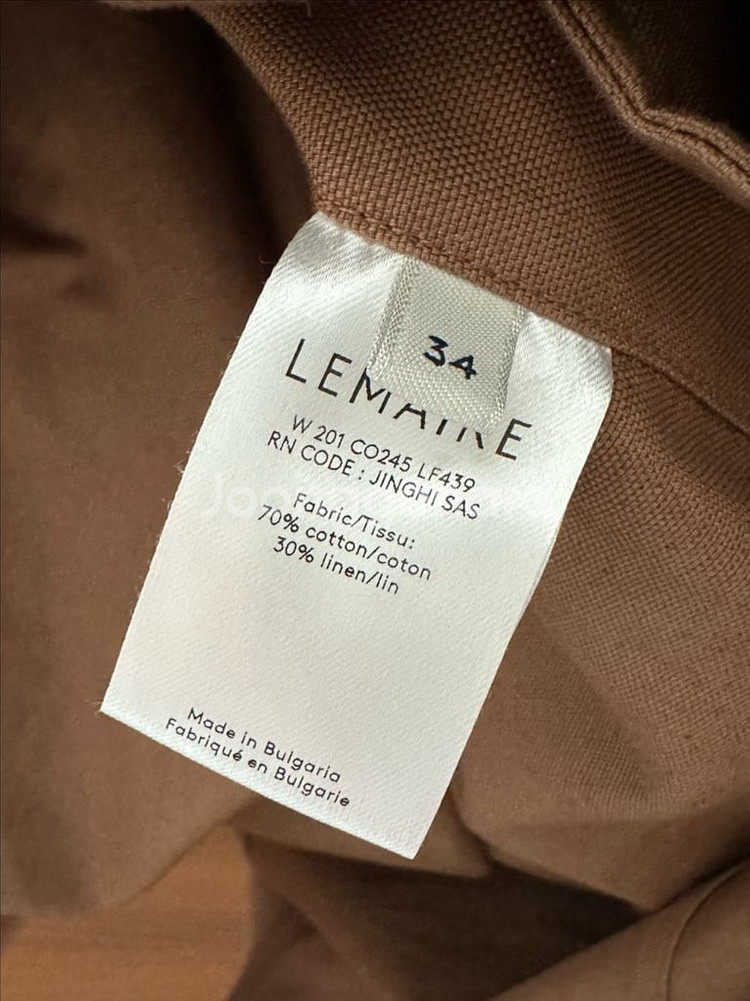 34
LEMAIRE
W 201 CO245 LF439
RN CODE : JINGHI SAS
Fabric/Tissu:
70% cotton/coton
30% linen/lin
Made in Bulgaria
Fabriqué en Bulgarie